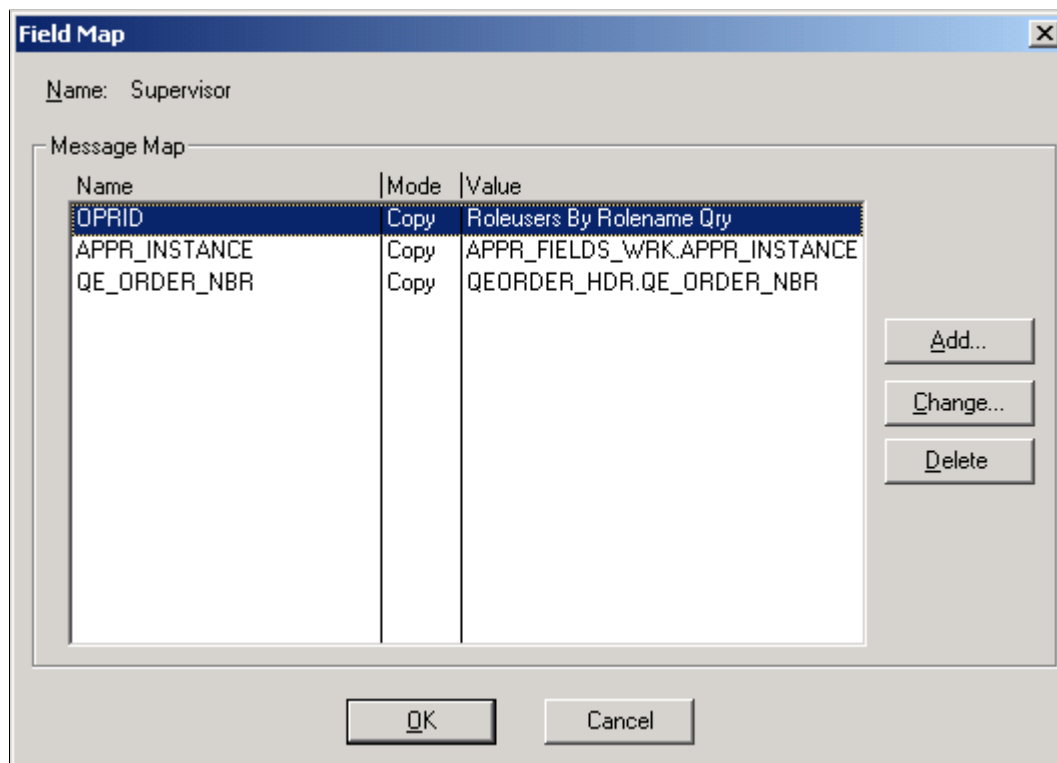 Field Map
Name: Supervisor
Message Map
Name Mode Value
OPRID Copy Roleusers By Rolename Qry
APPR_INSTANCE Copy APPR_FIELDS_WRK.APPR_INSTANCE
QE_ORDER_NBR Copy QEORDER_HDR.QE_ORDER_NBR
Add...
Change...
Delete
OK Cancel